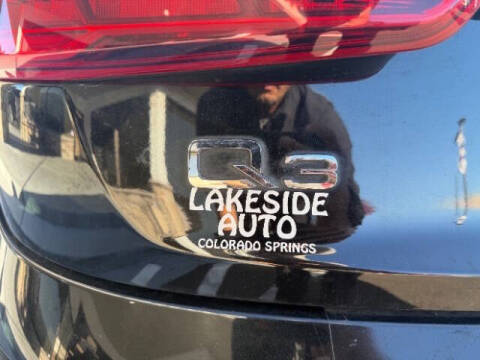 Q3
LAKESIDE
AUTO
COLORADO SPRINGS